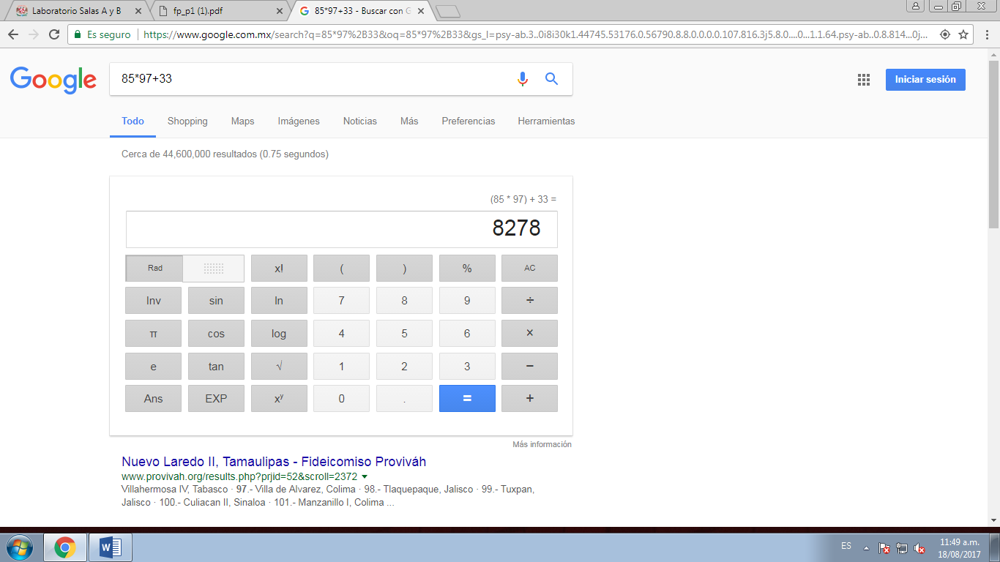 Laboratorio Salas A y B
fp_p1 (1).pdf
85*97+33 - Buscar con G
Es seguro
https://www.google.com.mx/search?q=85*97%2B33&oq=85*97%2B33&gs_l=psy-ab.3..0i8i30k1.44745.53176.0.56790.8.8.0.0.0.0.107.816.3j5.8.0....0...1.1.64.psy-ab..0.8.814...0j...
Google
85*97+33
Iniciar sesión
Todo Shopping Maps Imágenes Noticias Más Preferencias Herramientas
Cerca de 44,600,000 resultados (0.75 segundos)
(85 * 97) + 33 =
8278
Rad x! ( ) % AC
Inv sin ln 7 8 9 ÷
π cos log 4 5 6 ×
e tan √ 1 2 3 −
Ans EXP xʸ 0 . = +
Más información
Nuevo Laredo II, Tamaulipas - Fideicomiso Proviváh
www.provivah.org/results.php?prjid=52&scroll=2372
Villahermosa IV, Tabasco · 97.- Villa de Alvarez, Colima · 98.- Tlaquepaque, Jalisco · 99.- Tuxpan,
Jalisco · 100.- Culiacan II, Sinaloa · 101.- Manzanillo I, Colima ...
ES
11:49 a.m.
18/08/2017